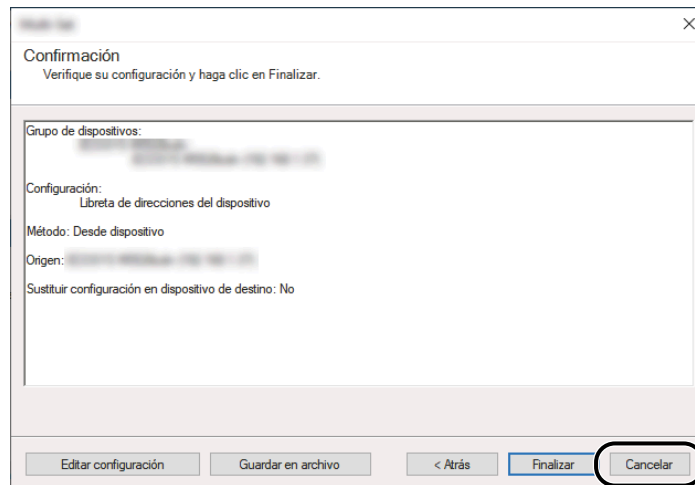 Confirmación
Verifique su configuración y haga clic en Finalizar.
Grupo de dispositivos:
Configuración:
Libreta de direcciones del dispositivo
Método: Desde dispositivo
Origen:
Sustituir configuración en dispositivo de destino: No
Editar configuración
Guardar en archivo
< Atrás
Finalizar
Cancelar